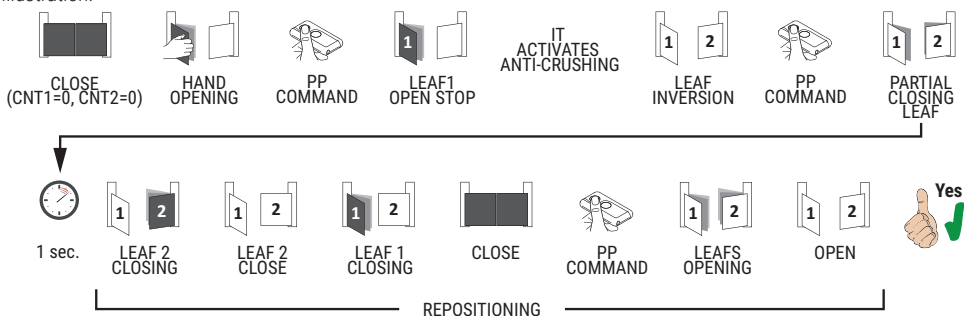 CLOSE
(CNT1=0, CNT2=0)
HAND
OPENING
PP
COMMAND
1
LEAF1
OPEN STOP
IT
ACTIVATES
ANTI-CRUSHING
1 2
LEAF
INVERSION
PP
COMMAND
1 2
PARTIAL
CLOSING
LEAF
1 sec.
1 2
LEAF 2
CLOSING
1 2
LEAF 2
CLOSE
1 2
LEAF 1
CLOSING
CLOSE
PP
COMMAND
1 2
LEAFS
OPENING
1 2
OPEN
Yes
REPOSITIONING